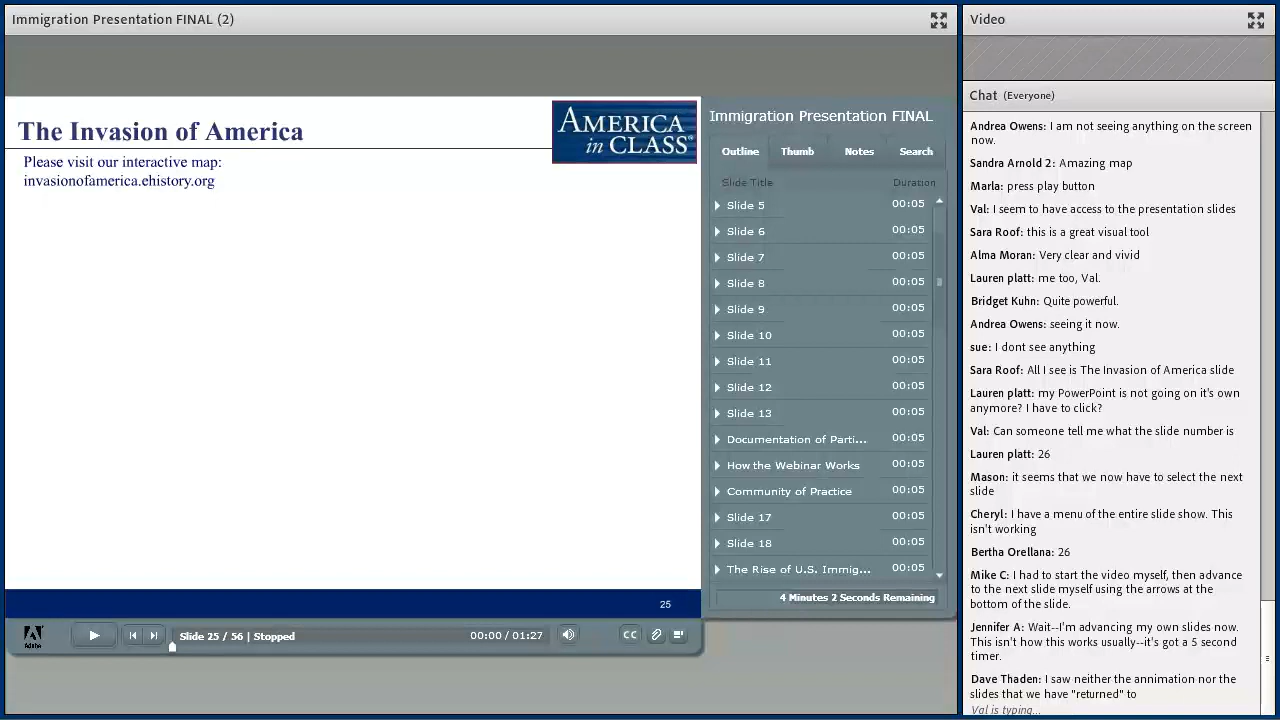 Immigration Presentation FINAL (2)
The Invasion of America
Please visit our interactive map:
invasionofamerica.ehistory.org
AMERICA
in CLASS®
25
Adobe
Slide 25 / 56 | Stopped
00:00 / 01:27
CC
Immigration Presentation FINAL
Outline Thumb Notes Search
Slide Title Duration
Slide 5 00:05
Slide 6 00:05
Slide 7 00:05
Slide 8 00:05
Slide 9 00:05
Slide 10 00:05
Slide 11 00:05
Slide 12 00:05
Slide 13 00:05
Documentation of Parti... 00:05
How the Webinar Works 00:05
Community of Practice 00:05
Slide 17 00:05
Slide 18 00:05
The Rise of U.S. Immig... 00:05
4 Minutes 2 Seconds Remaining
Video
Chat (Everyone)
Andrea Owens: I am not seeing anything on the screen
now.
Sandra Arnold 2: Amazing map
Marla: press play button
Val: I seem to have access to the presentation slides
Sara Roof: this is a great visual tool
Alma Moran: Very clear and vivid
Lauren platt: me too, Val.
Bridget Kuhn: Quite powerful.
Andrea Owens: seeing it now.
sue: I dont see anything
Sara Roof: All I see is The Invasion of America slide
Lauren platt: my PowerPoint is not going on it's own
anymore? I have to click?
Val: Can someone tell me what the slide number is
Lauren platt: 26
Mason: it seems that we now have to select the next
slide
Cheryl: I have a menu of the entire slide show. This
isn't working
Bertha Orellana: 26
Mike C: I had to start the video myself, then advance
to the next slide myself using the arrows at the
bottom of the slide.
Jennifer A: Wait--I'm advancing my own slides now.
This isn't how this works usually--it's got a 5 second
timer.
Dave Thaden: I saw neither the annimation nor the
slides that we have "returned" to
Val is typing...